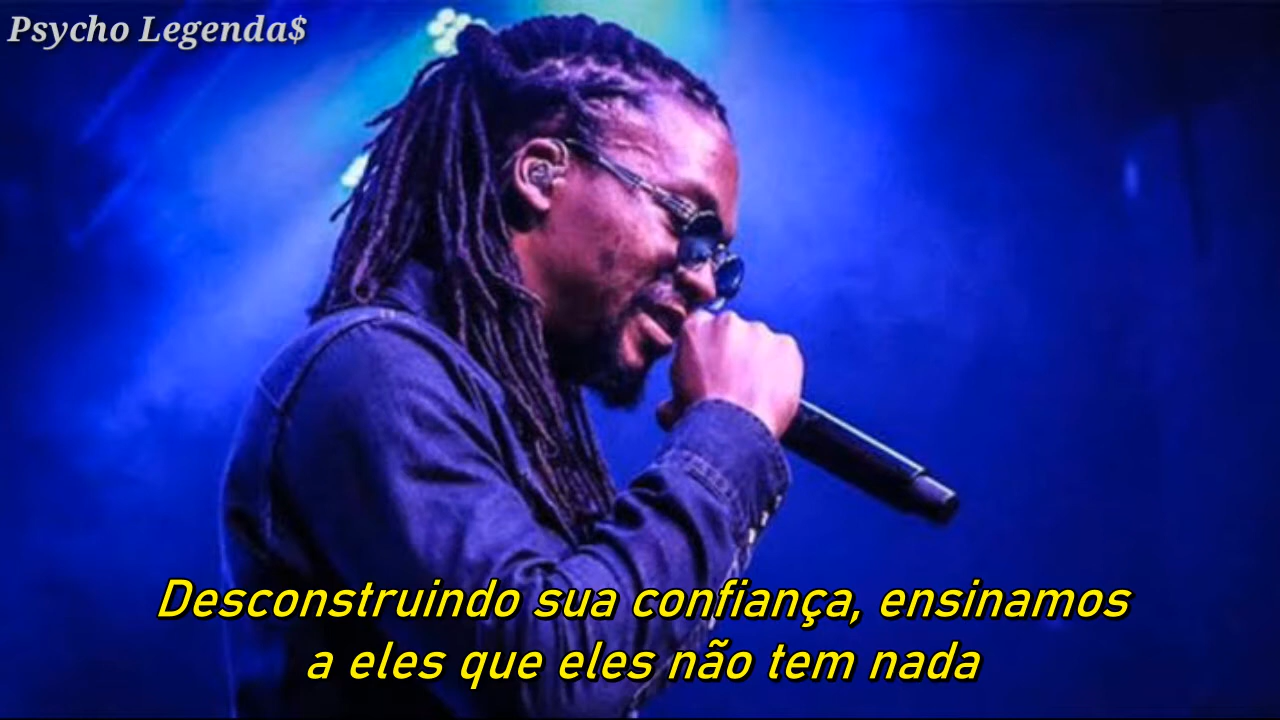 Psycho Legenda$
Desconstruindo sua confiança, ensinamos
a eles que eles não tem nada